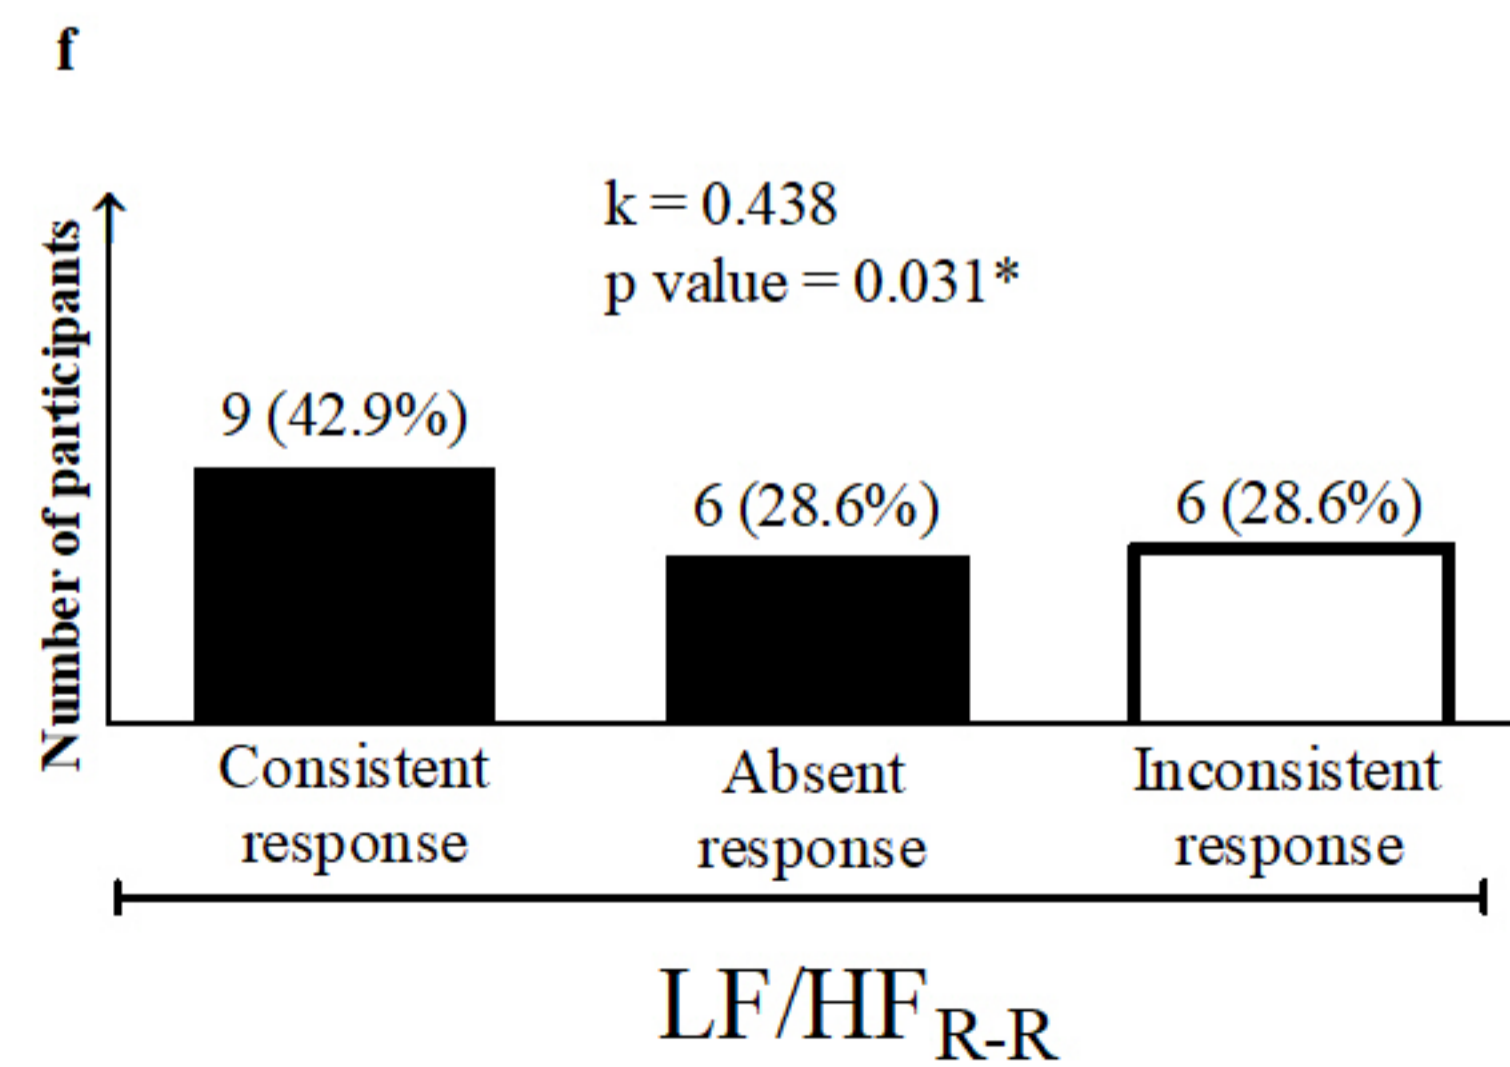 f
k = 0.438
p value = 0.031*
Number of participants
9 (42.9%)
6 (28.6%)
6 (28.6%)
Consistent
response
Absent
response
Inconsistent
response
LF/HF R-R